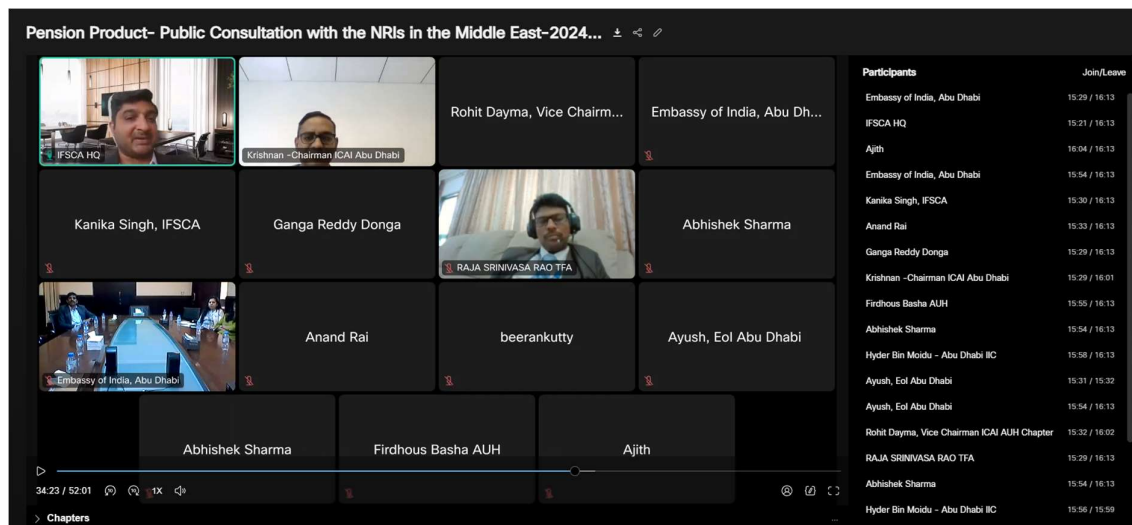 Pension Product- Public Consultation with the NRIs in the Middle East-2024...
IFSCA HQ
Krishnan -Chairman ICAI Abu Dhabi
Rohit Dayma, Vice Chairm...
Embassy of India, Abu Dh...
Kanika Singh, IFSCA
Ganga Reddy Donga
RAJA SRINIVASA RAO TFA
Abhishek Sharma
Embassy of India, Abu Dhabi
Anand Rai
beerankutty
Ayush, EoI Abu Dhabi
Abhishek Sharma
Firdhous Basha AUH
Ajith
34:23 / 52:01
1X
Chapters
Participants Join/Leave
Embassy of India, Abu Dhabi 15:29 / 16:13
IFSCA HQ 15:21 / 16:13
Ajith 16:04 / 16:13
Embassy of India, Abu Dhabi 15:54 / 16:13
Kanika Singh, IFSCA 15:30 / 16:13
Anand Rai 15:33 / 16:13
Ganga Reddy Donga 15:29 / 16:13
Krishnan -Chairman ICAI Abu Dhabi 15:29 / 16:01
Firdhous Basha AUH 15:55 / 16:13
Abhishek Sharma 15:54 / 16:13
Hyder Bin Moidu - Abu Dhabi IIC 15:58 / 16:13
Ayush, EoI Abu Dhabi 15:31 / 15:32
Ayush, EoI Abu Dhabi 15:54 / 16:13
Rohit Dayma, Vice Chairman ICAI AUH Chapter 15:32 / 16:02
RAJA SRINIVASA RAO TFA 15:29 / 16:13
Abhishek Sharma 15:54 / 16:13
Hyder Bin Moidu - Abu Dhabi IIC 15:56 / 15:59